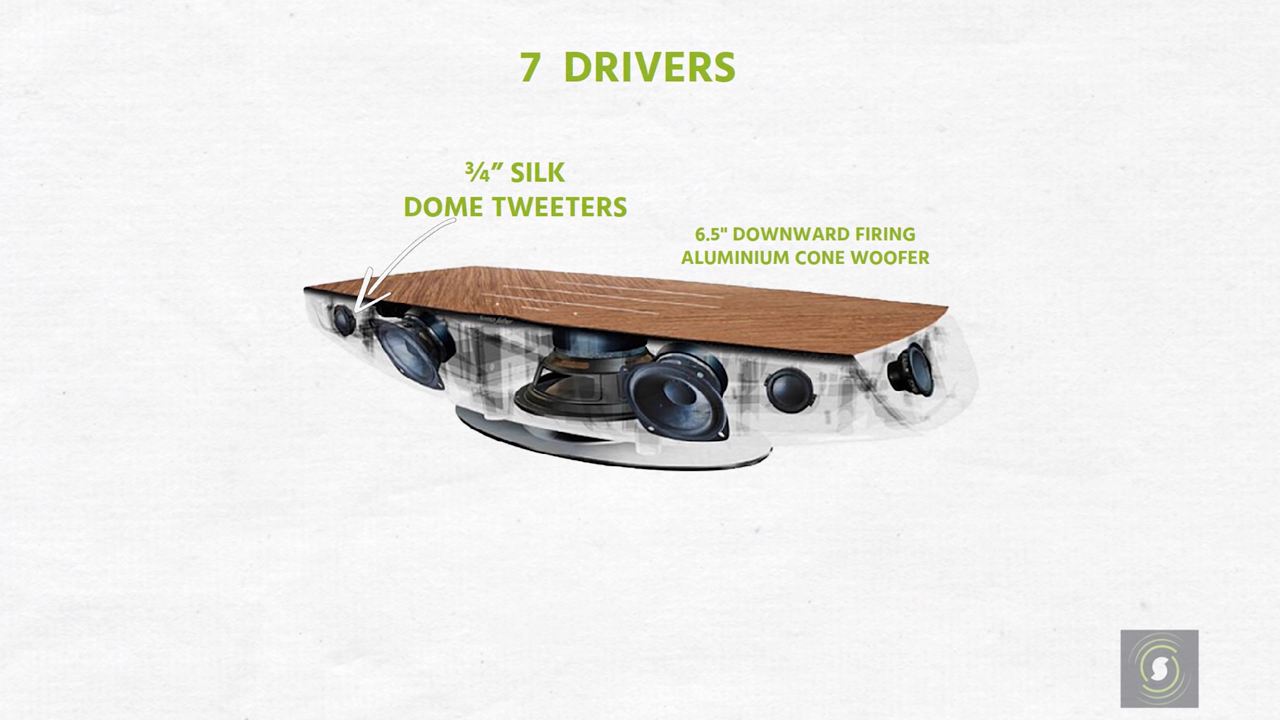 7 DRIVERS
¾” SILK
DOME TWEETERS
6.5" DOWNWARD FIRING
ALUMINIUM CONE WOOFER